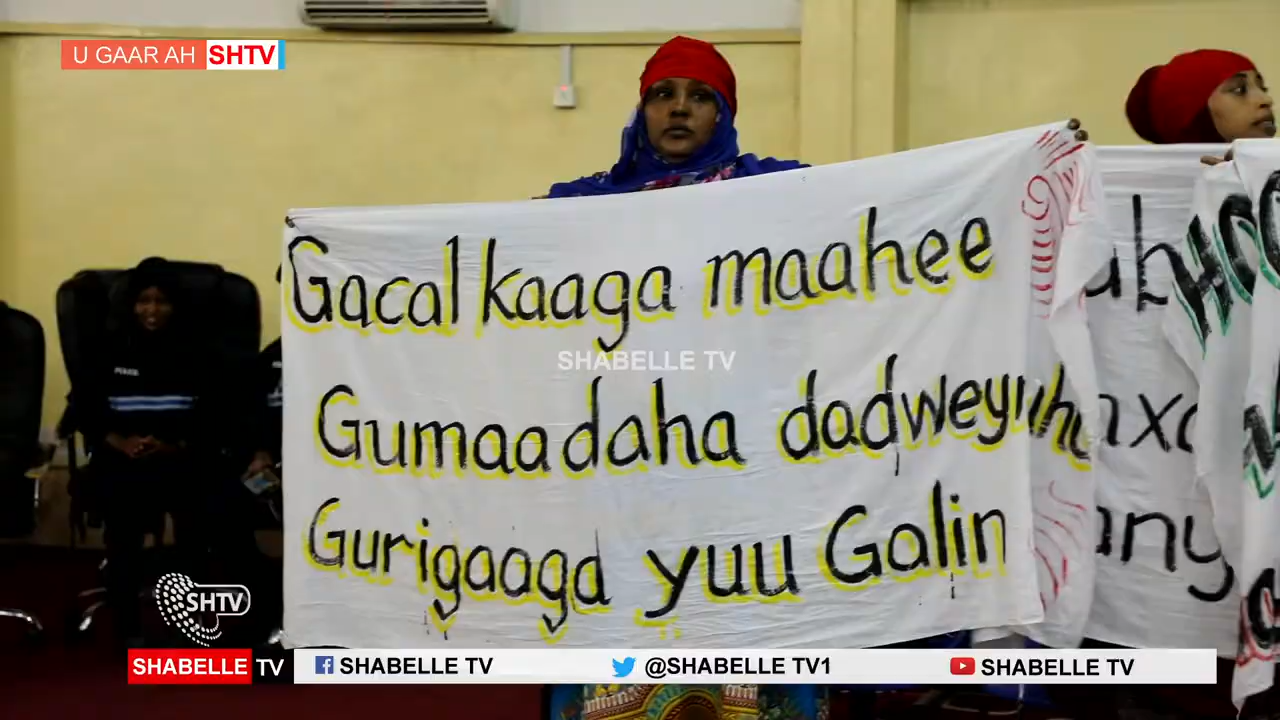 U GAAR AH SHTV
Gacal kaaga maahee
SHABELLE TV
Gumaadaha dadweyuhu
Gurigaaga yuu Galin
SHTV
SHABELLE TV
SHABELLE TV
@SHABELLE TV1
SHABELLE TV